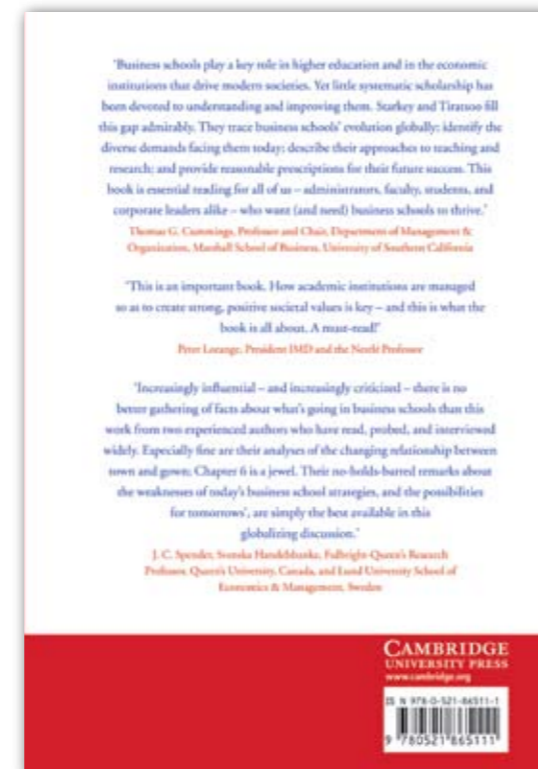 'Business schools play a key role in higher education and in the economic
institutions that drive modern societies. Yet little systematic scholarship has
been devoted to understanding and improving them. Starkey and Tiratsoo fill
this gap admirably. They trace business schools' evolution globally; identify the
diverse demands facing them today; describe their approaches to teaching and
research; and provide reasonable prescriptions for their future success. This
book is essential reading for all of us – administrators, faculty, students, and
corporate leaders alike – who want (and need) business schools to thrive.'
Thomas G. Cummings, Professor and Chair, Department of Management &
Organization, Marshall School of Business, University of Southern California
'This is an important book. How academic institutions are managed
so as to create strong, positive societal values is key – and this is what the
book is all about. A must-read!'
Peter Lorange, President IMD and the Nestlé Professor
'Increasingly influential – and increasingly criticized – there is no
better gathering of facts about what's going in business schools than this
work from two experienced authors who have read, probed, and interviewed
widely. Especially fine are their analyses of the changing relationship between
town and gown; Chapter 6 is a jewel. Their no-holds-barred remarks about
the weaknesses of today's business school strategies, and the possibilities
for tomorrows', are simply the best available in this
globalizing discussion.'
J. C. Spender, Svenska Handelsbanks, Fulbright-Queen's Research
Professor, Queen's University, Canada, and Lund University School of
Economics & Management, Sweden
CAMBRIDGE
UNIVERSITY PRESS
www.cambridge.org
IS N 978-0-521-86511-1
9 780521 865111